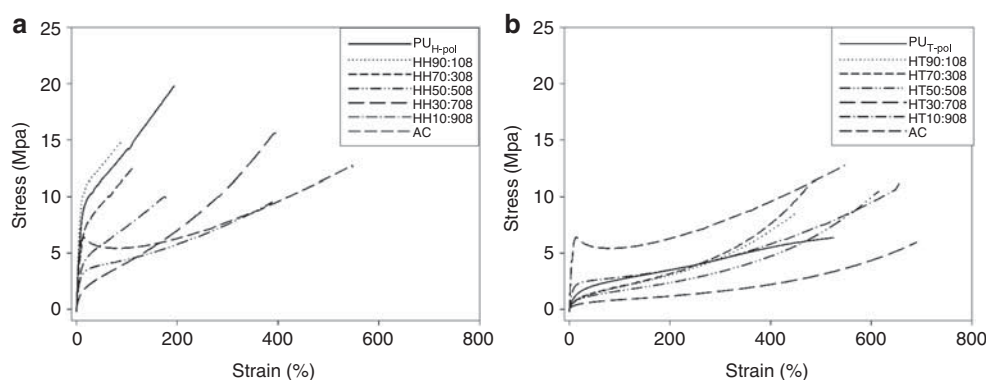 a
25
20
15
10
5
0
Stress (Mpa)
0 200 400 600 800
Strain (%)
PU_H-pol
HH90:108
HH70:308
HH50:508
HH30:708
HH10:908
AC
b
25
20
15
10
5
0
Stress (Mpa)
0 200 400 600 800
Strain (%)
PU_T-pol
HT90:108
HT70:308
HT50:508
HT30:708
HT10:908
AC